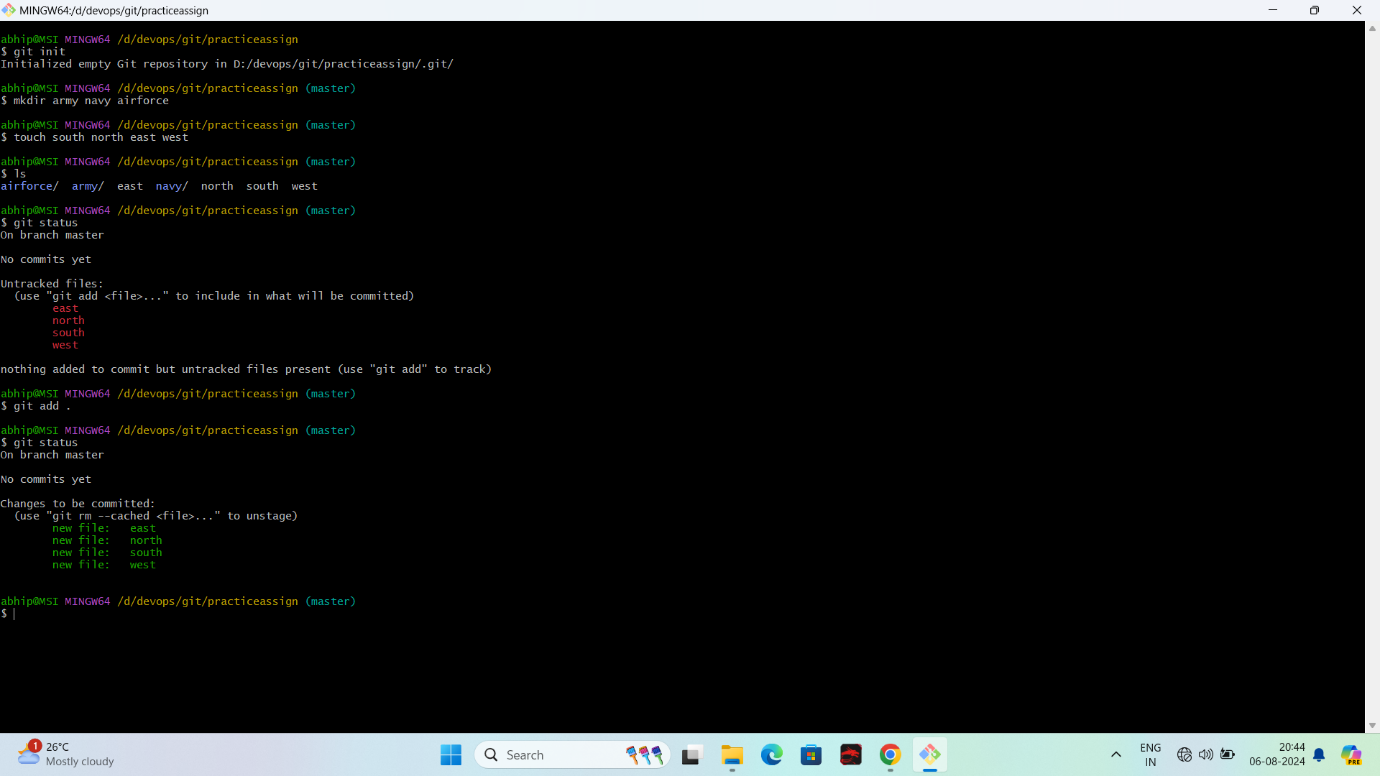 MINGW64:/d/devops/git/practiceassign
abhip@MSI MINGW64 /d/devops/git/practiceassign
$ git init
Initialized empty Git repository in D:/devops/git/practiceassign/.git/
abhip@MSI MINGW64 /d/devops/git/practiceassign (master)
$ mkdir army navy airforce
abhip@MSI MINGW64 /d/devops/git/practiceassign (master)
$ touch south north east west
abhip@MSI MINGW64 /d/devops/git/practiceassign (master)
$ ls
airforce/  army/  east  navy/  north  south  west
abhip@MSI MINGW64 /d/devops/git/practiceassign (master)
$ git status
On branch master
No commits yet
Untracked files:
  (use "git add <file>..." to include in what will be committed)
        east
        north
        south
        west
nothing added to commit but untracked files present (use "git add" to track)
abhip@MSI MINGW64 /d/devops/git/practiceassign (master)
$ git add .
abhip@MSI MINGW64 /d/devops/git/practiceassign (master)
$ git status
On branch master
No commits yet
Changes to be committed:
  (use "git rm --cached <file>..." to unstage)
        new file:   east
        new file:   north
        new file:   south
        new file:   west
abhip@MSI MINGW64 /d/devops/git/practiceassign (master)
$
1
26°C
Mostly cloudy
Search
ENG
IN
20:44
06-08-2024
PRE